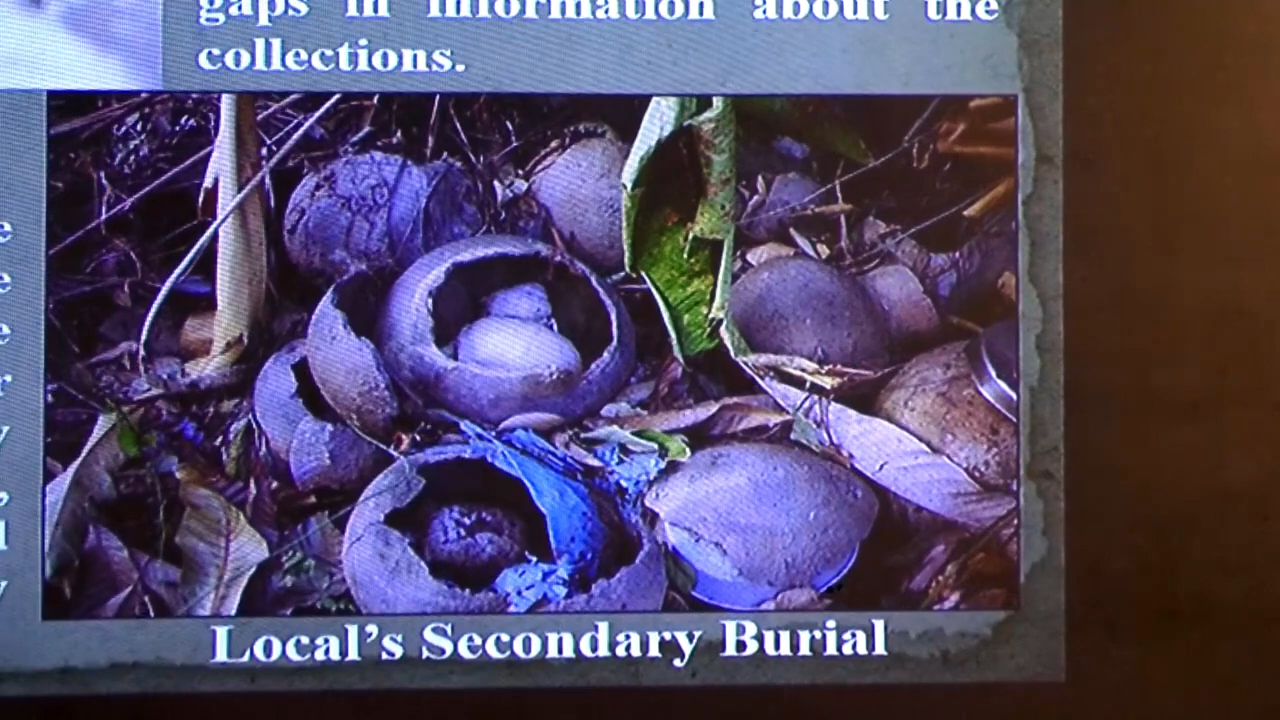 gaps in information about the
collections.
e
e
e
r
y
,
d
y
Local's Secondary Burial